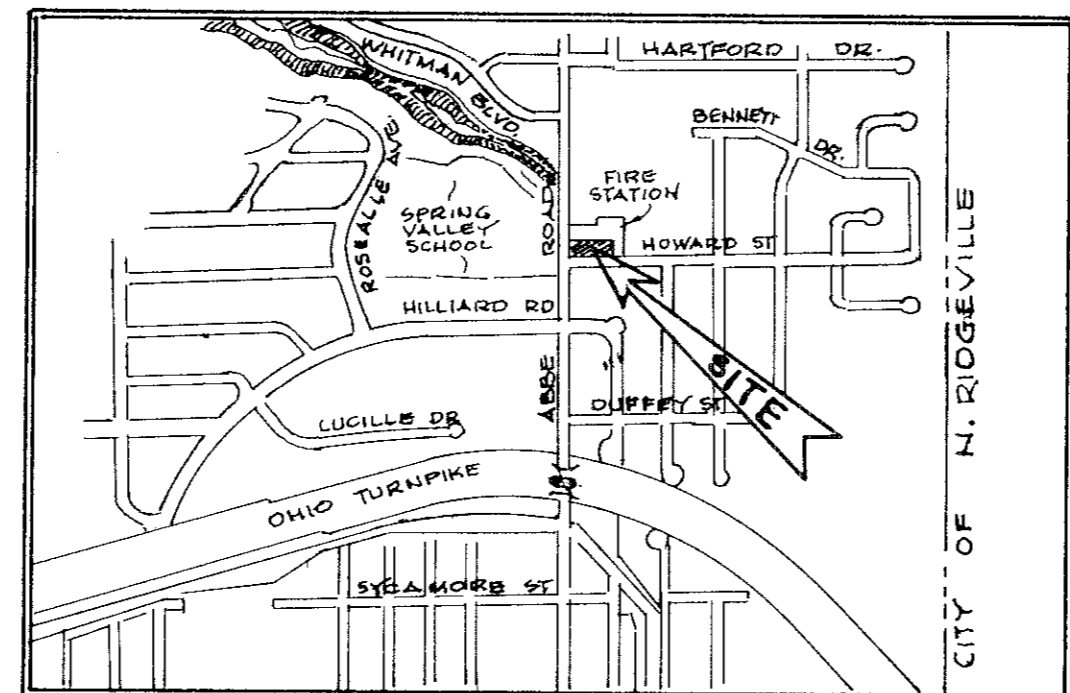 WHITMAN BLVD.
HARTFORD DR.
BENNETT DR.
ROSEALLE AVE.
FIRE
STATION
SPRING
VALLEY
SCHOOL
ROAD
HOWARD ST
HILLIARD RD
ABBE
SITE
DUFFEY ST
LUCILLE DR
OHIO TURNPIKE
SYCAMORE ST
CITY OF N. RIDGEVILLE